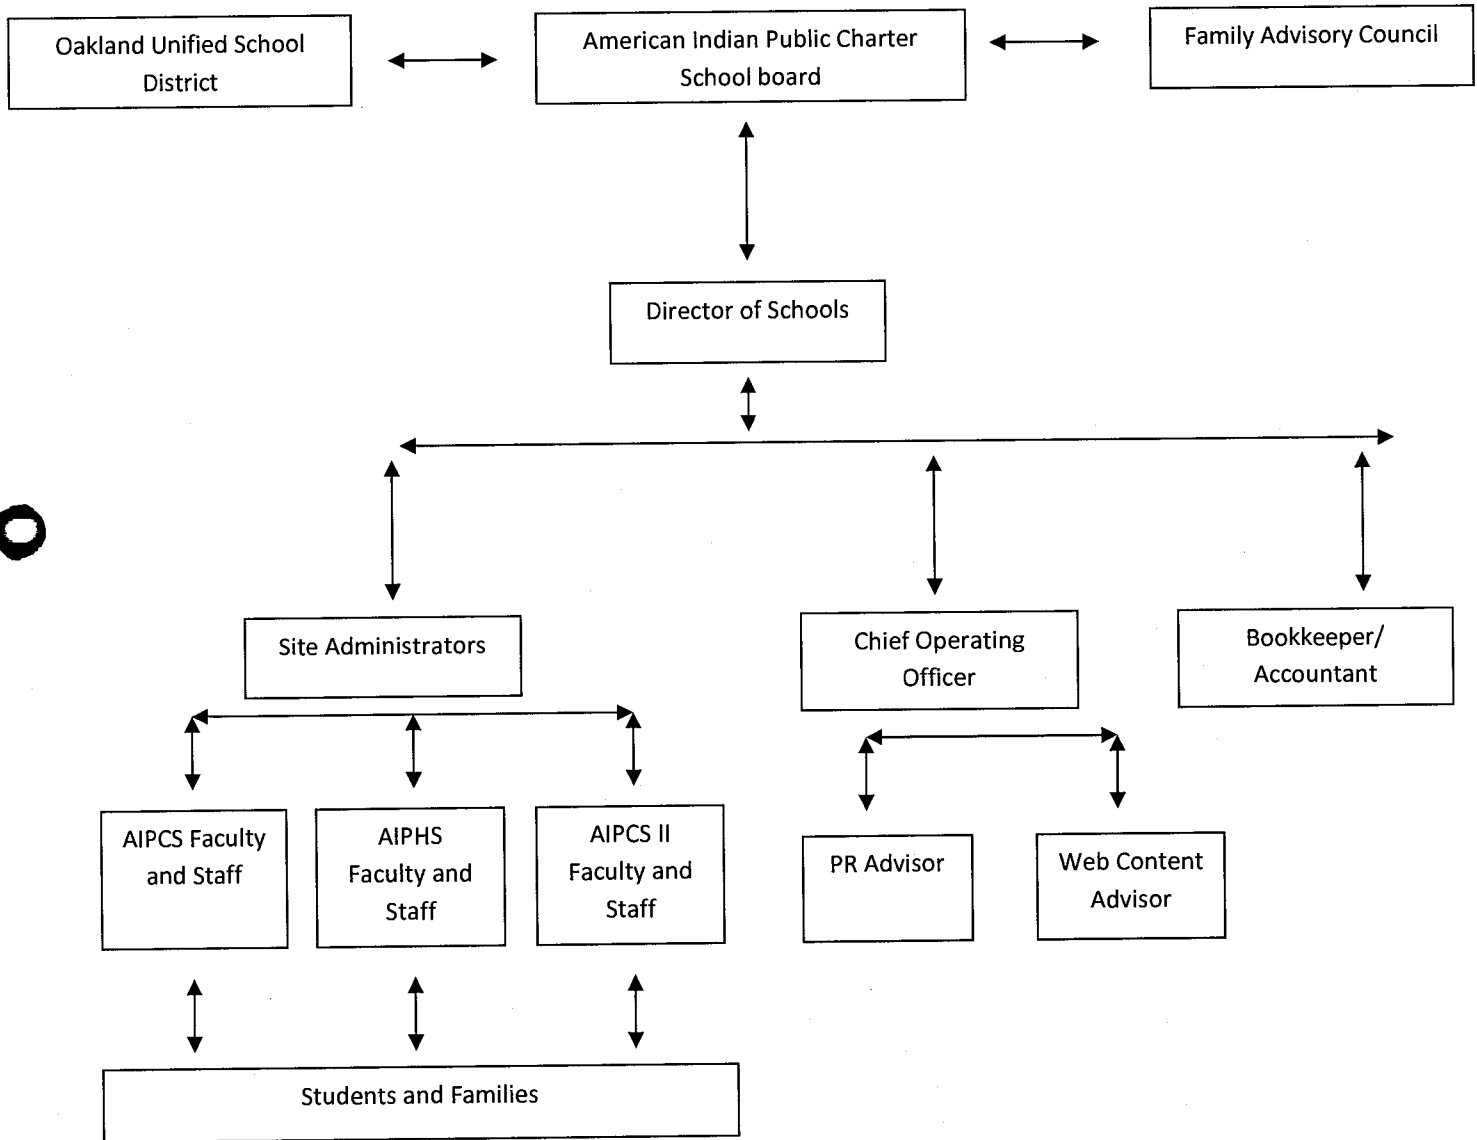 Oakland Unified School
District
American Indian Public Charter
School board
Family Advisory Council
Director of Schools
Site Administrators
Chief Operating
Officer
Bookkeeper/
Accountant
AIPCS Faculty
and Staff
AIPHS
Faculty and
Staff
AIPCS II
Faculty and
Staff
PR Advisor
Web Content
Advisor
Students and Families